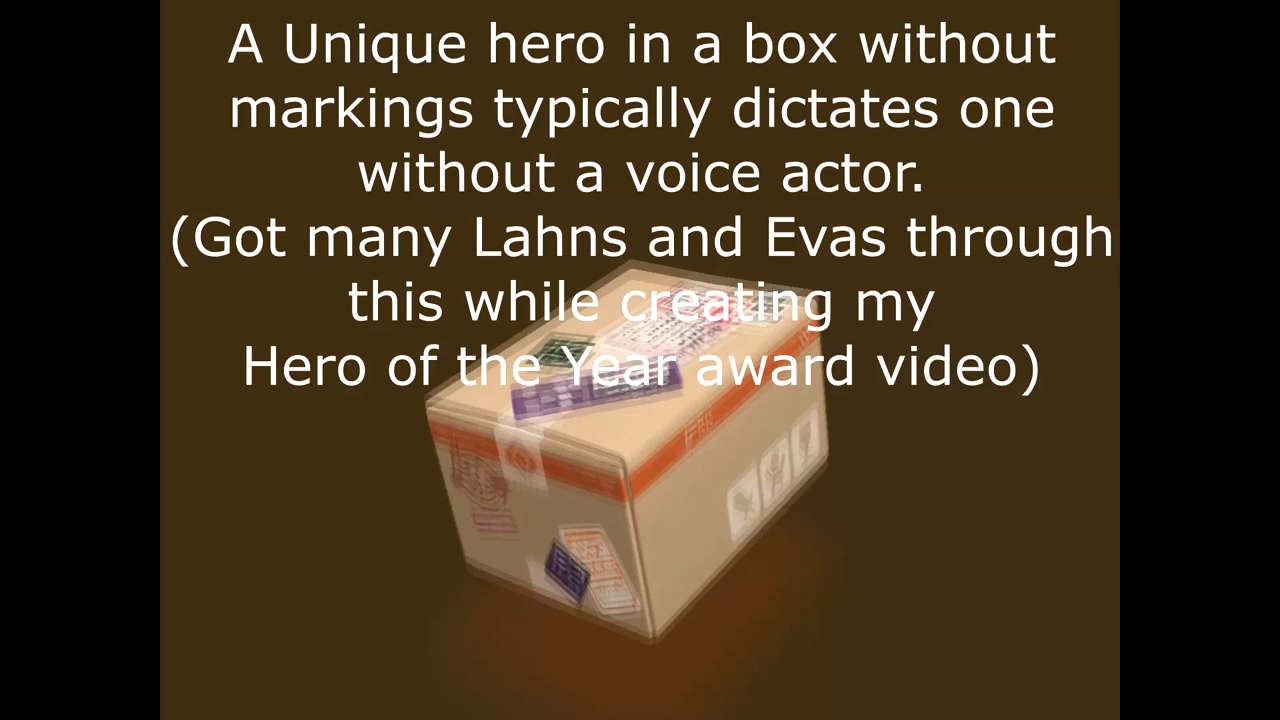 A Unique hero in a box without
markings typically dictates one
without a voice actor.
(Got many Lahns and Evas through
this while creating my
Hero of the Year award video)